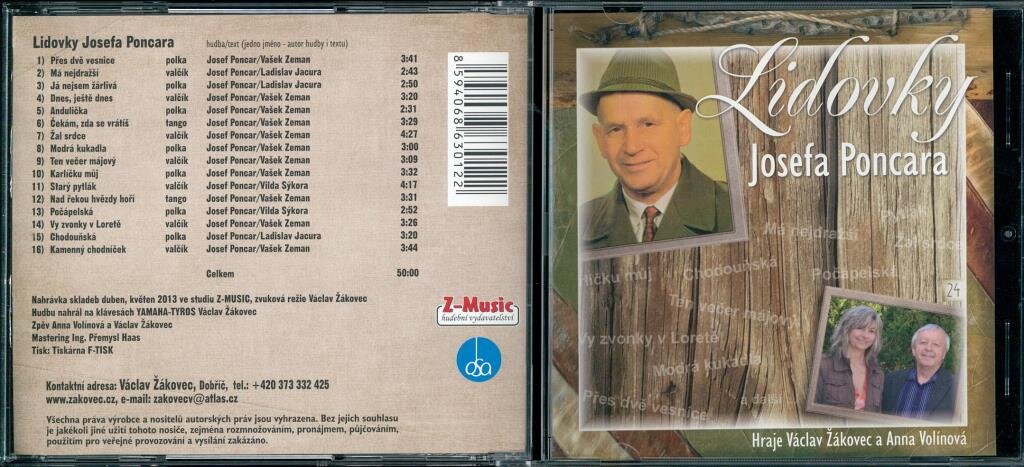 Lidovky Josefa Poncara hudba/text (jedno jméno - autor hudby i textu)
1) Přes dvě vesnice polka Josef Poncar/Vašek Zeman 3:41
2) Má nejdražší valčík Josef Poncar/Ladislav Jacura 2:43
3) Já nejsem žárlivá polka Josef Poncar/Ladislav Jacura 2:50
4) Dnes, ještě dnes valčík Josef Poncar/Vašek Zeman 3:20
5) Andulička polka Josef Poncar/Vašek Zeman 2:31
6) Čekám, zda se vrátíš tango Josef Poncar/Vašek Zeman 3:29
7) Žal srdce valčík Josef Poncar/Vašek Zeman 4:27
8) Modrá kukadla polka Josef Poncar/Vašek Zeman 3:00
9) Ten večer májový valčík Josef Poncar/Vašek Zeman 3:09
10) Karlíčku můj polka Josef Poncar/Vašek Zeman 3:32
11) Starý pytlák valčík Josef Poncar/Vilda Sýkora 4:17
12) Nad řekou hvězdy hoří tango Josef Poncar/Vašek Zeman 3:31
13) Počápelská polka Josef Poncar/Vilda Sýkora 2:52
14) Vy zvonky v Loretě valčík Josef Poncar/Vašek Zeman 3:26
15) Chodouňská polka Josef Poncar/Ladislav Jacura 3:20
16) Kamenný chodníček valčík Josef Poncar/Vašek Zeman 3:44
Celkem 50:00
Nahrávka skladeb duben, květen 2013 ve studiu Z-MUSIC, zvuková režie Václav Žákovec
Hudbu nahrál na klávesách YAMAHA-TYROS Václav Žákovec
Zpěv Anna Volínová a Václav Žákovec
Mastering Ing. Přemysl Haas
Tisk: Tiskárna F-TISK
Kontaktní adresa: Václav Žákovec, Dobříč, tel.: +420 373 332 425
www.zakovec.cz, e-mail: zakovecv@atlas.cz
Všechna práva výrobce a nositelů autorských práv jsou vyhrazena. Bez jejich souhlasu
je jakékoli jiné užití tohoto nosiče, zejména rozmnožováním, pronájmem, půjčováním,
použitím pro veřejné provozování a vysílání zakázáno.
8594068630122
Z-Music
hudební vydavatelství
osa
Lidovky
Josefa Poncara
Má nejdražší
Žal srdce
líčku můj
Chodouňská
Počápelská
Ten večer májový
Vy zvonky v Loretě
Modrá kukadla
Přes dvě vesnice
a další ...
24
Hraje Václav Žákovec a Anna Volínová